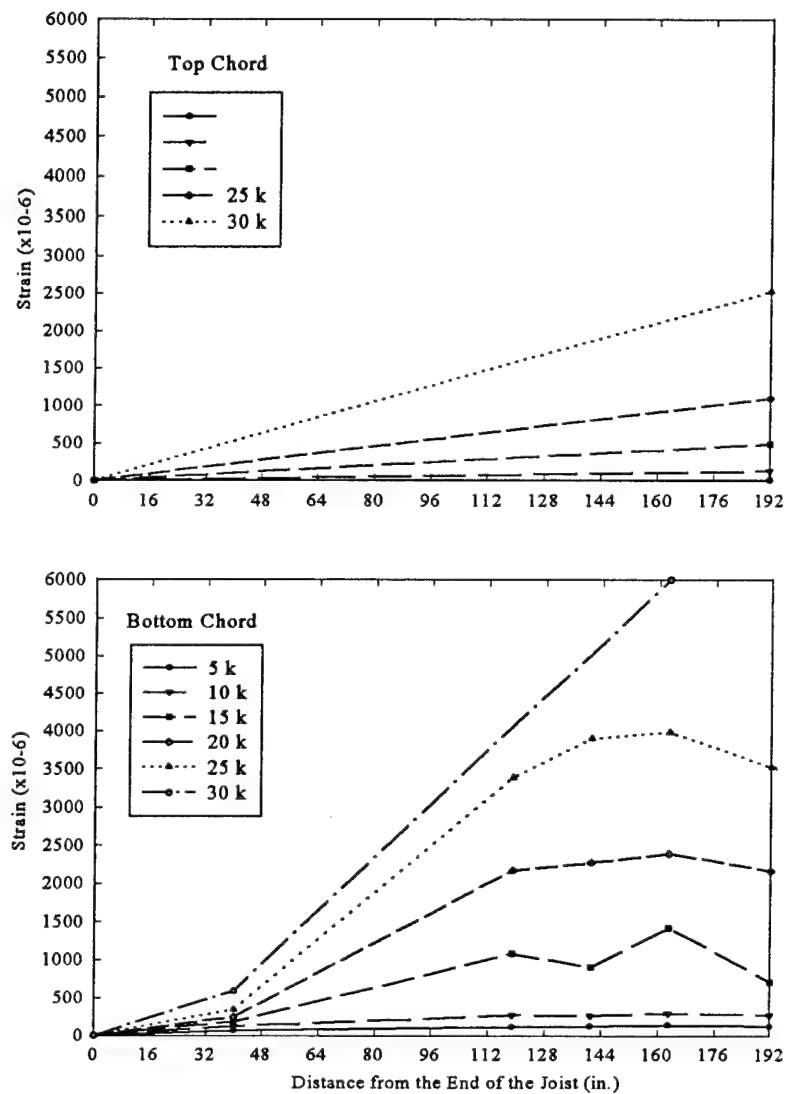 6000
5500
5000
4500
4000
3500
3000
2500
2000
1500
1000
500
0
Strain (x10-6)
Top Chord
25 k
30 k
0 16 32 48 64 80 96 112 128 144 160 176 192
6000
5500
5000
4500
4000
3500
3000
2500
2000
1500
1000
500
0
Strain (x10-6)
Bottom Chord
5 k
10 k
15 k
20 k
25 k
30 k
0 16 32 48 64 80 96 112 128 144 160 176 192
Distance from the End of the Joist (in.)